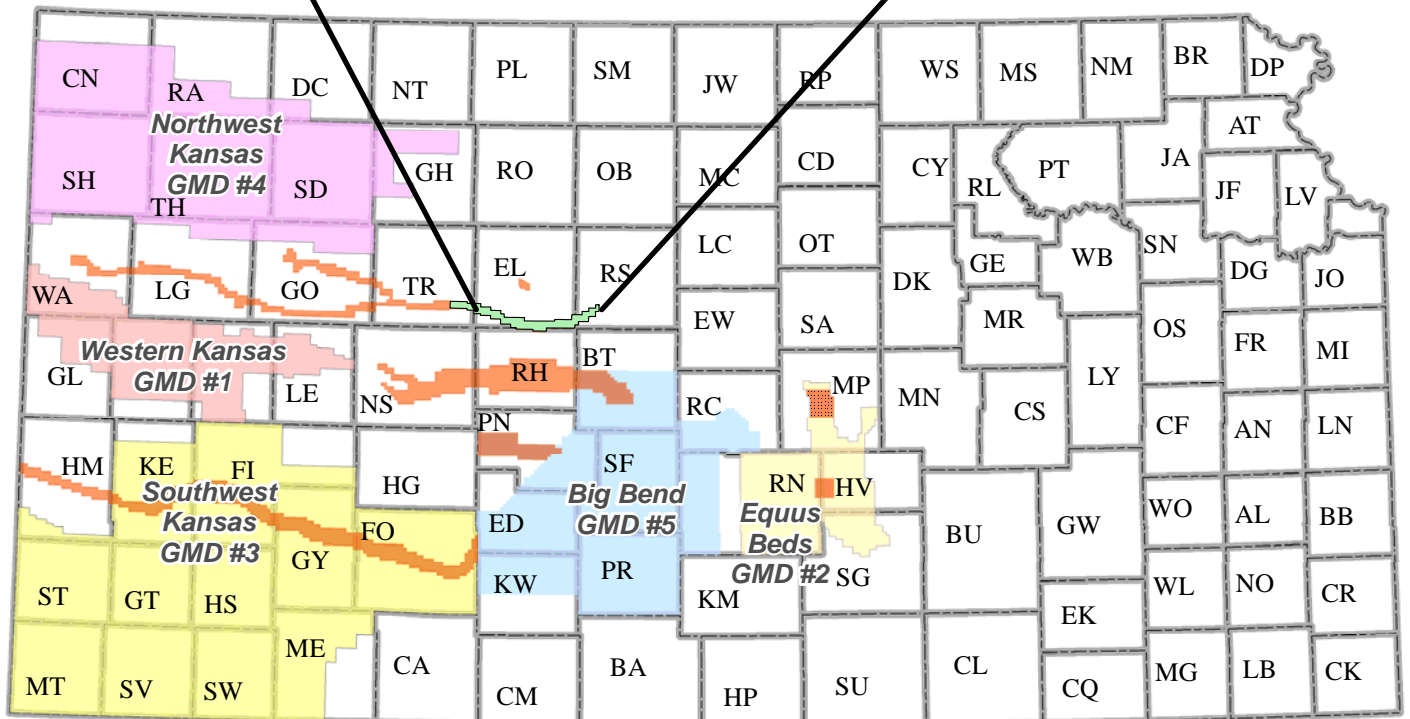 CN
RA
DC
NT
PL
SM
JW
RP
WS
MS
NM
BR
DP
Northwest
Kansas
GMD #4
SH
TH
SD
GH
RO
OB
MC
CD
CY
RL
PT
JA
AT
JF
LV
WA
LG
GO
TR
EL
RS
LC
OT
DK
GE
WB
SN
DG
JO
Western Kansas
GMD #1
GL
LE
NS
RH
BT
EW
SA
MR
OS
FR
MI
PN
RC
MP
MN
CS
LY
CF
AN
LN
HM
KE
FI
Southwest
Kansas
GMD #3
HG
FO
GY
SF
Big Bend
GMD #5
ED
RN
HV
Equus
Beds
GMD #2
BU
GW
WO
AL
BB
ST
GT
HS
KW
PR
KM
SG
EK
WL
NO
CR
MT
SV
SW
ME
CA
CM
BA
HP
SU
CL
CQ
MG
LB
CK